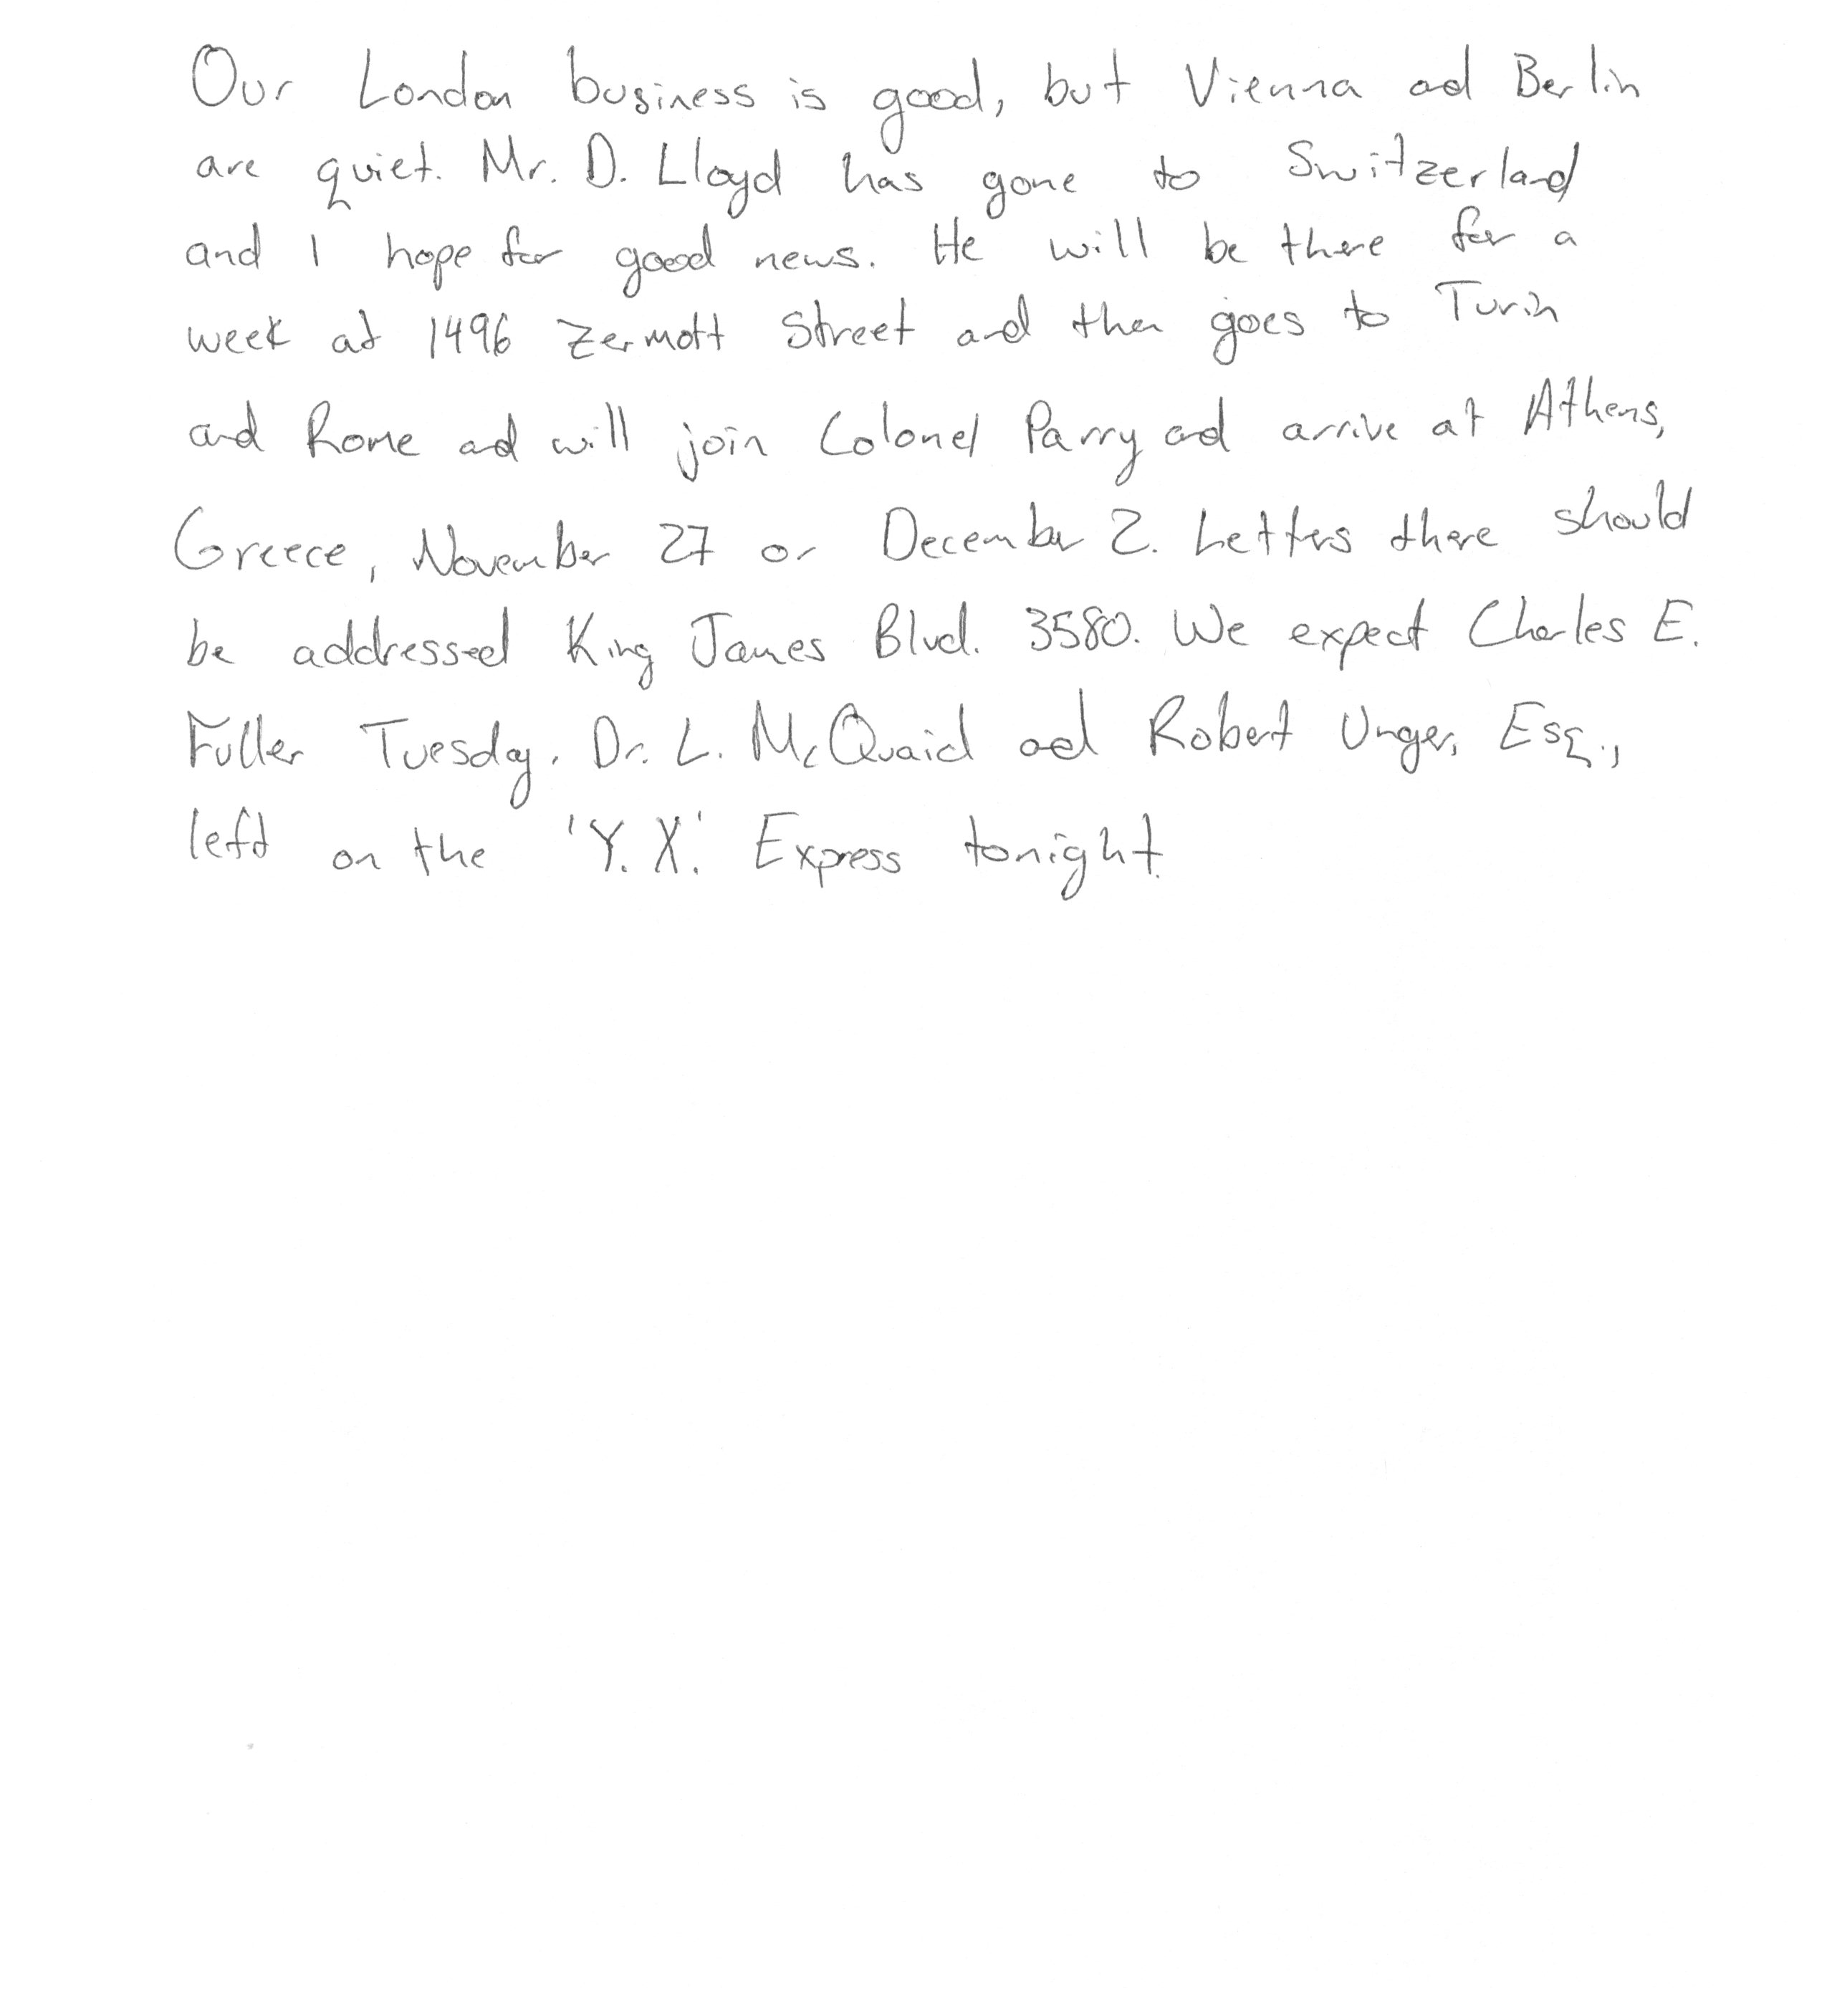 Our London business is good, but Vienna and Berlin
are quiet. Mr. D. Lloyd has gone to Switzerland
and I hope for good news. He will be there for a
week at 1496 Zermott Street and then goes to Turin
and Rome and will join Colonel Parry and arrive at Athens,
Greece, November 27 or December 2. Letters there should
be addressed King James Blvd. 3580. We expect Charles E.
Fuller Tuesday. Dr. L. McQuaid and Robert Unger, Esq.,
left on the 'Y.X.' Express tonight.